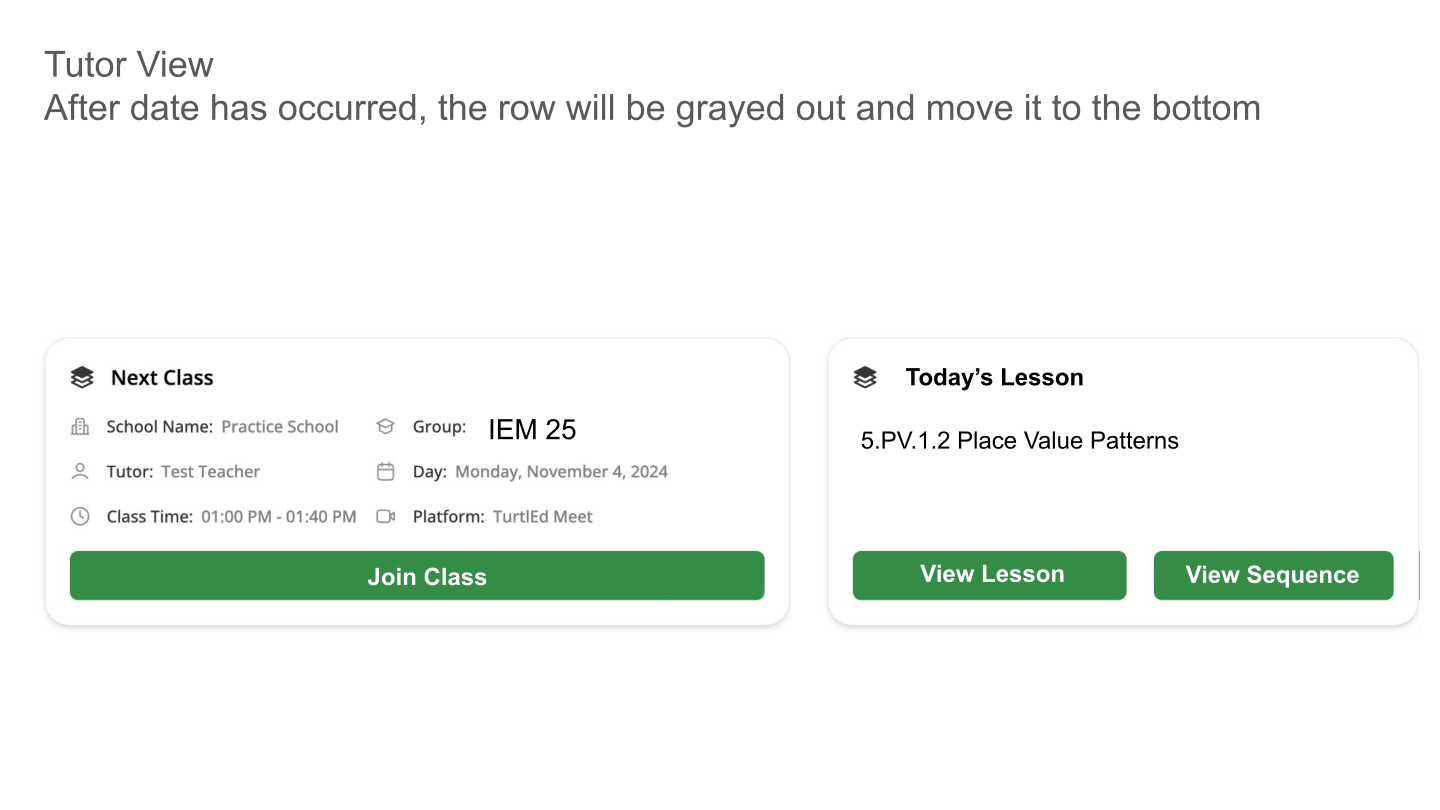 Tutor View
After date has occurred, the row will be grayed out and move it to the bottom
Next Class
School Name: Practice School Group: IEM 25
Tutor: Test Teacher Day: Monday, November 4, 2024
Class Time: 01:00 PM - 01:40 PM Platform: TurtlEd Meet
Join Class
Today’s Lesson
5.PV.1.2 Place Value Patterns
View Lesson View Sequence